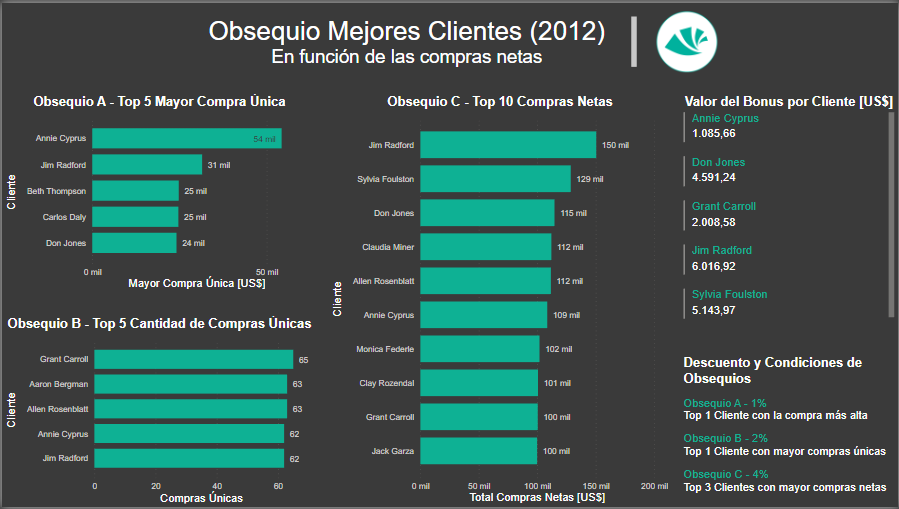 Obsequio Mejores Clientes (2012)
En función de las compras netas
Obsequio A - Top 5 Mayor Compra Única
Cliente
Annie Cyprus 54 mil
Jim Radford 31 mil
Beth Thompson 25 mil
Carlos Daly 25 mil
Don Jones 24 mil
0 mil 50 mil
Mayor Compra Única [US$]
Obsequio B - Top 5 Cantidad de Compras Únicas
Cliente
Grant Carroll 65
Aaron Bergman 63
Allen Rosenblatt 63
Annie Cyprus 62
Jim Radford 62
0 20 40 60
Compras Únicas
Obsequio C - Top 10 Compras Netas
Cliente
Jim Radford 150 mil
Sylvia Foulston 129 mil
Don Jones 115 mil
Claudia Miner 112 mil
Allen Rosenblatt 112 mil
Annie Cyprus 109 mil
Monica Federle 102 mil
Clay Rozendal 101 mil
Grant Carroll 100 mil
Jack Garza 100 mil
0 mil 50 mil 100 mil 150 mil 200 mil
Total Compras Netas [US$]
Valor del Bonus por Cliente [US$]
Annie Cyprus
1.085,66
Don Jones
4.591,24
Grant Carroll
2.008,58
Jim Radford
6.016,92
Sylvia Foulston
5.143,97
Descuento y Condiciones de
Obsequios
Obsequio A - 1%
Top 1 Cliente con la compra más alta
Obsequio B - 2%
Top 1 Cliente con mayor compras únicas
Obsequio C - 4%
Top 3 Clientes con mayor compras netas